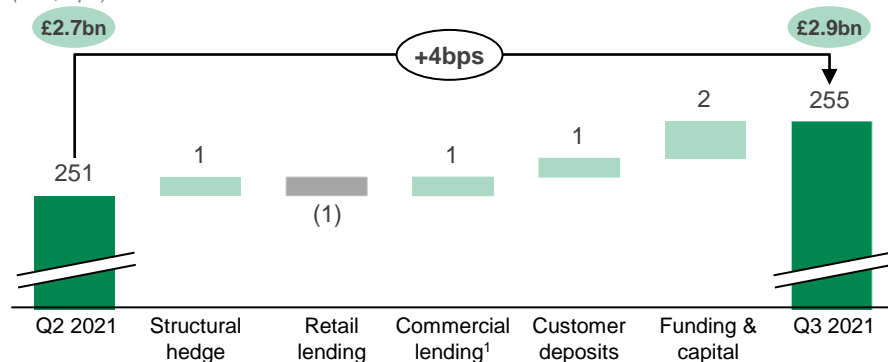 £2.7bn
£2.9bn
+4bps
251
1
(1)
1
1
2
255
Q2 2021
Structural
hedge
Retail
lending
Commercial
lending¹
Customer
deposits
Funding &
capital
Q3 2021